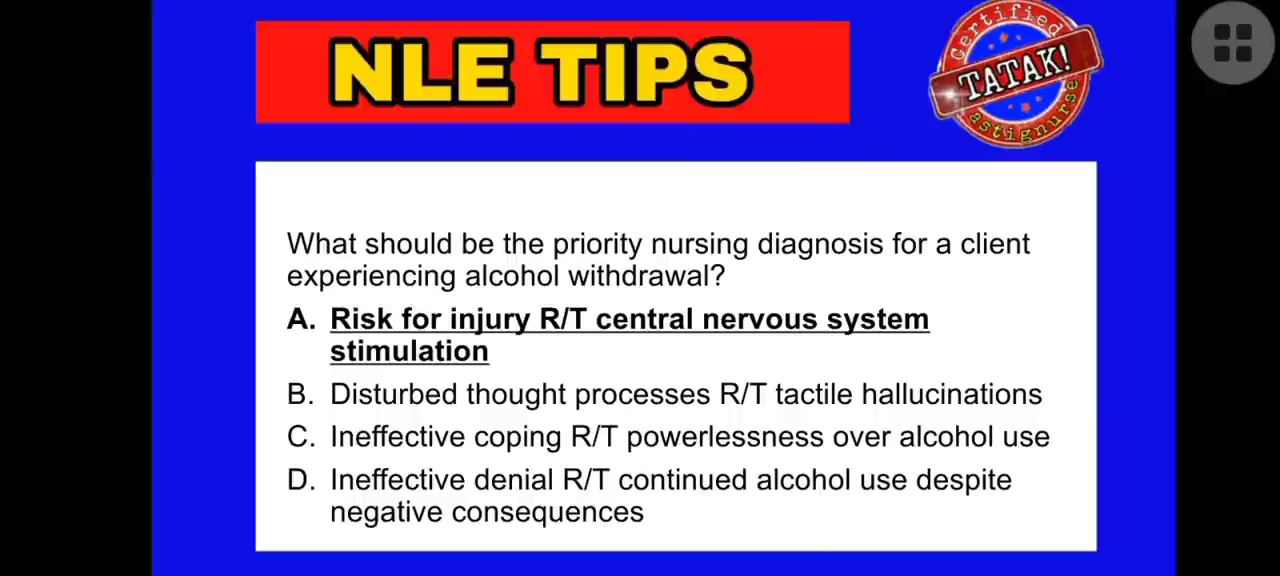 NLE TIPS
Certified
TATAK!
astignurse
What should be the priority nursing diagnosis for a client
experiencing alcohol withdrawal?
A. Risk for injury R/T central nervous system
stimulation
B. Disturbed thought processes R/T tactile hallucinations
C. Ineffective coping R/T powerlessness over alcohol use
D. Ineffective denial R/T continued alcohol use despite
negative consequences